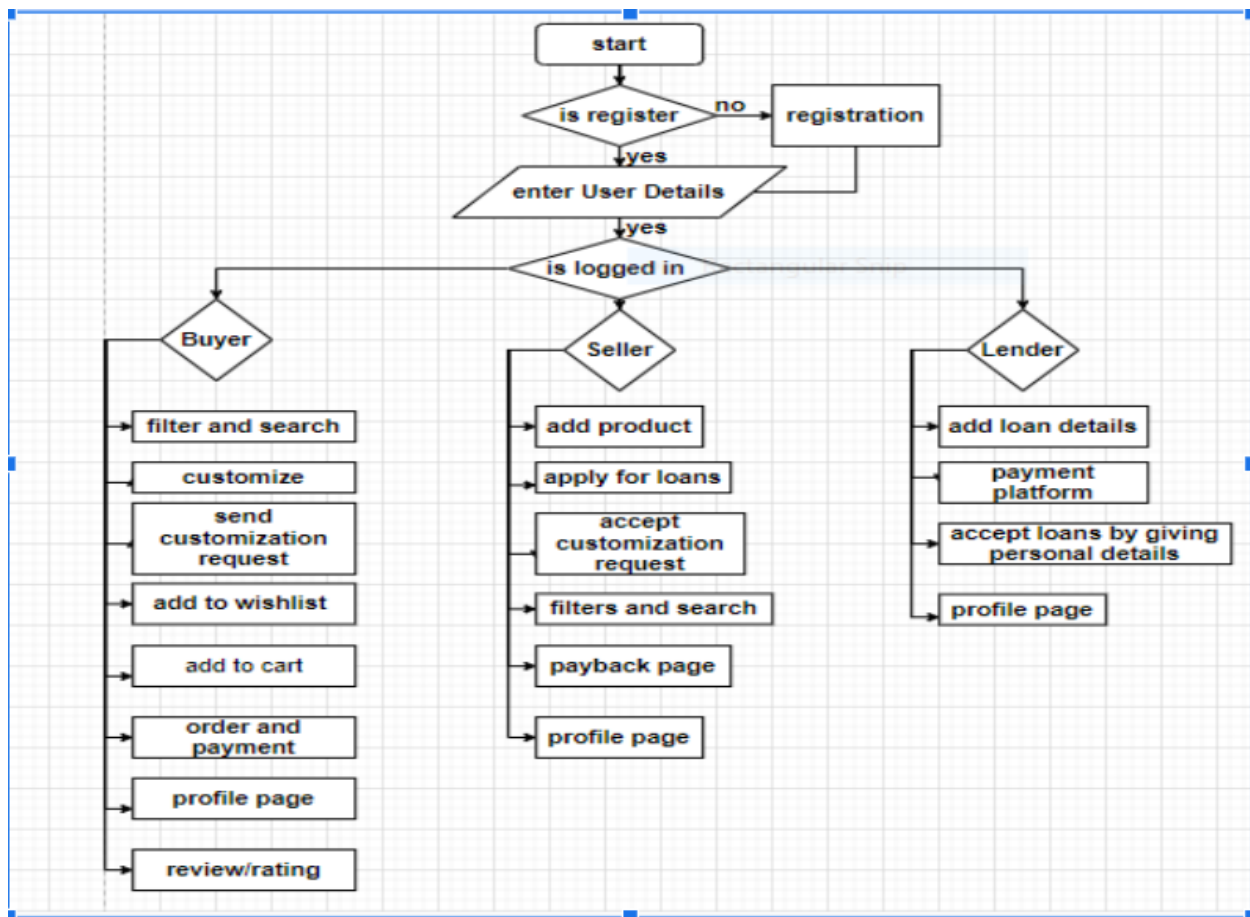 start
is register
no
registration
yes
enter User Details
yes
is logged in
Rectangular Snip
Buyer
Seller
Lender
filter and search
customize
send
customization
request
add to wishlist
add to cart
order and
payment
profile page
review/rating
add product
apply for loans
accept
customization
request
filters and search
payback page
profile page
add loan details
payment
platform
accept loans by giving
personal details
profile page